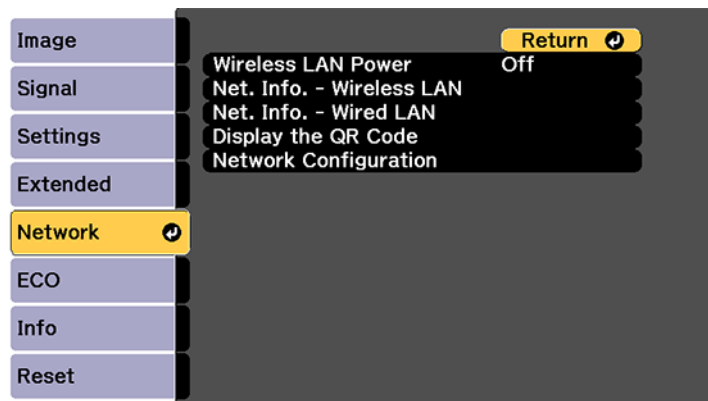 Image
Signal
Settings
Extended
Network
ECO
Info
Reset
Return
Wireless LAN Power Off
Net. Info. - Wireless LAN
Net. Info. - Wired LAN
Display the QR Code
Network Configuration